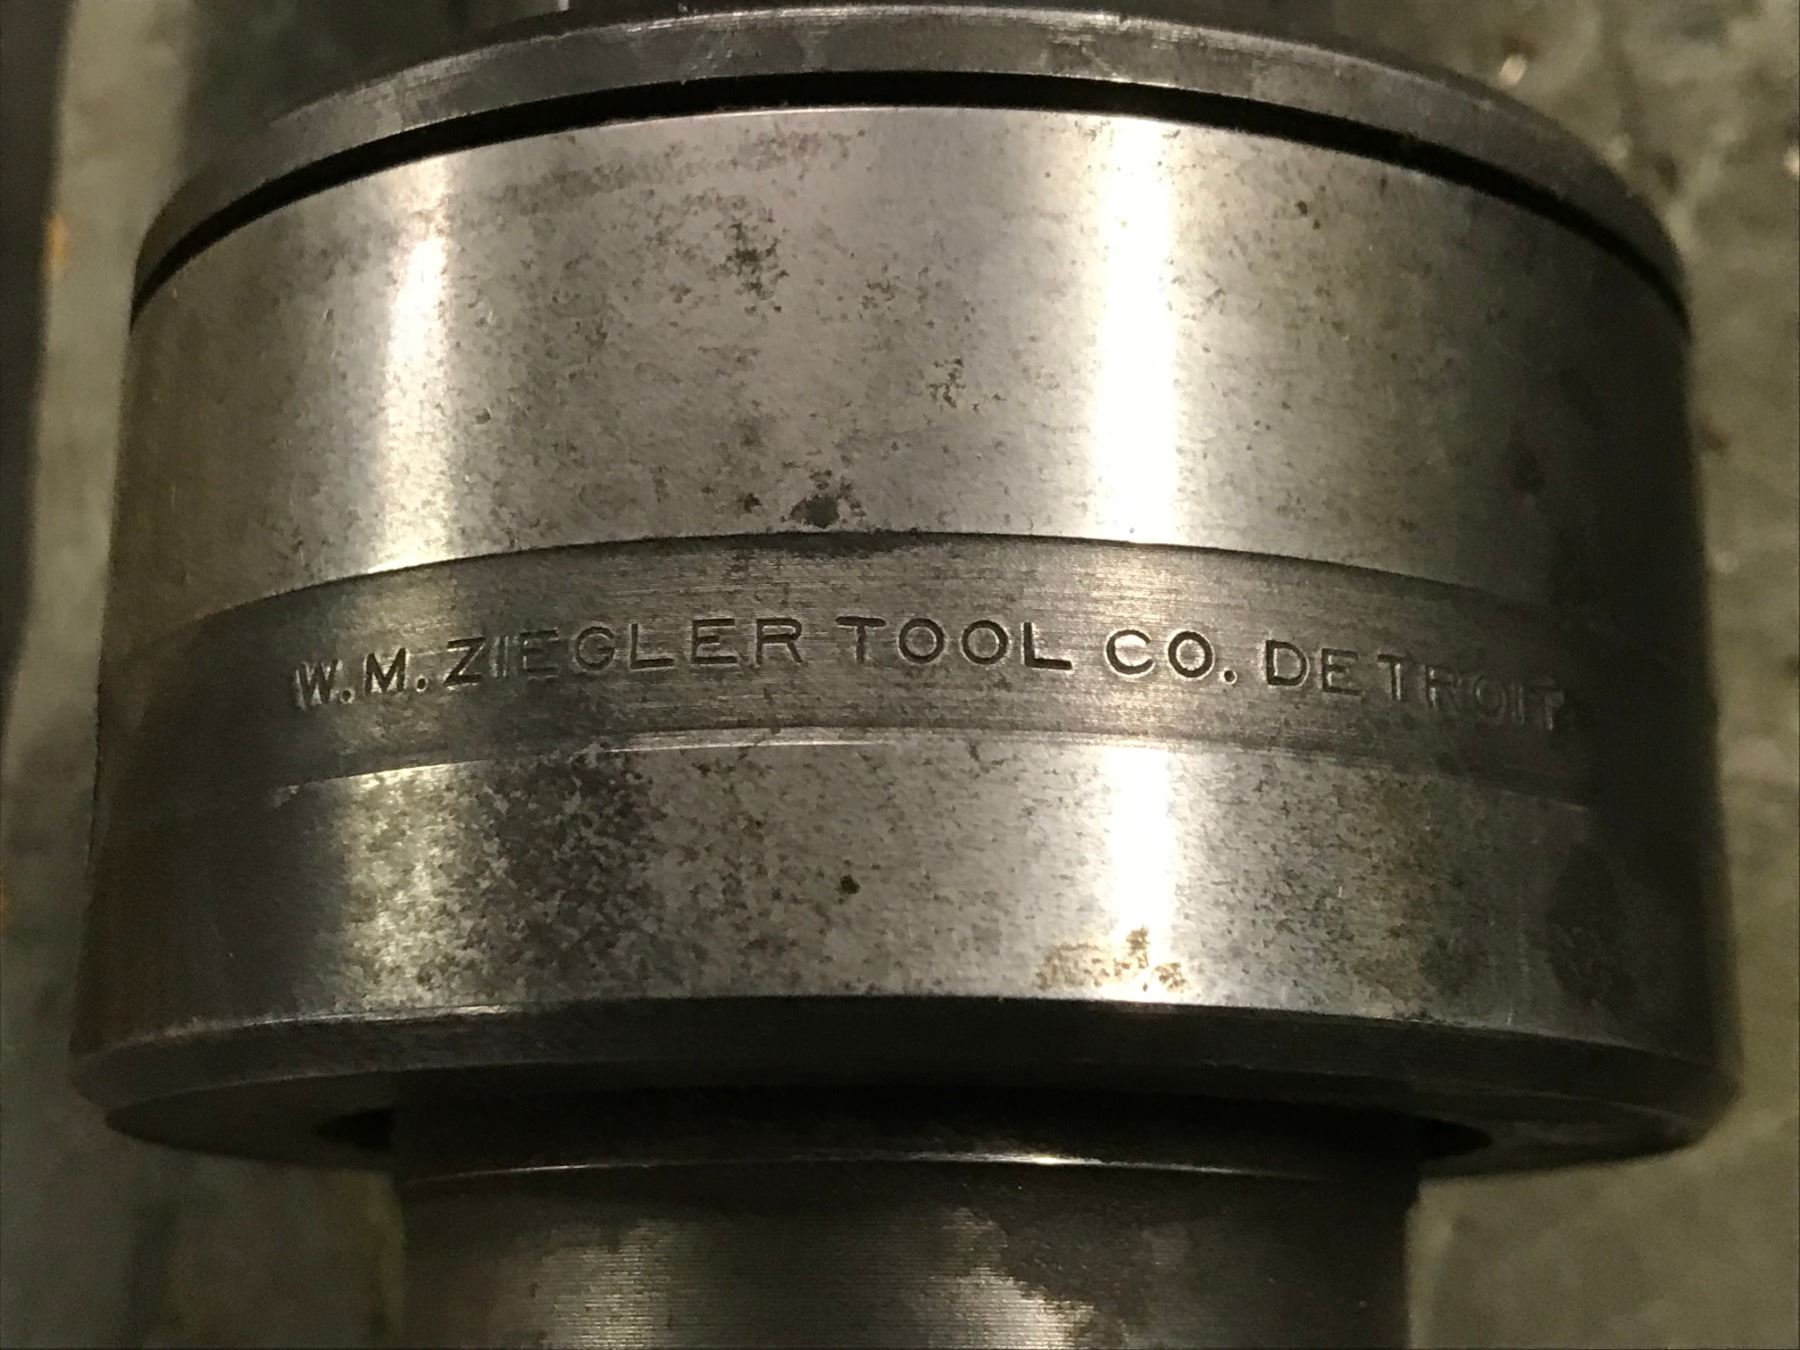 W.M. ZIEGLER TOOL CO. DETROIT